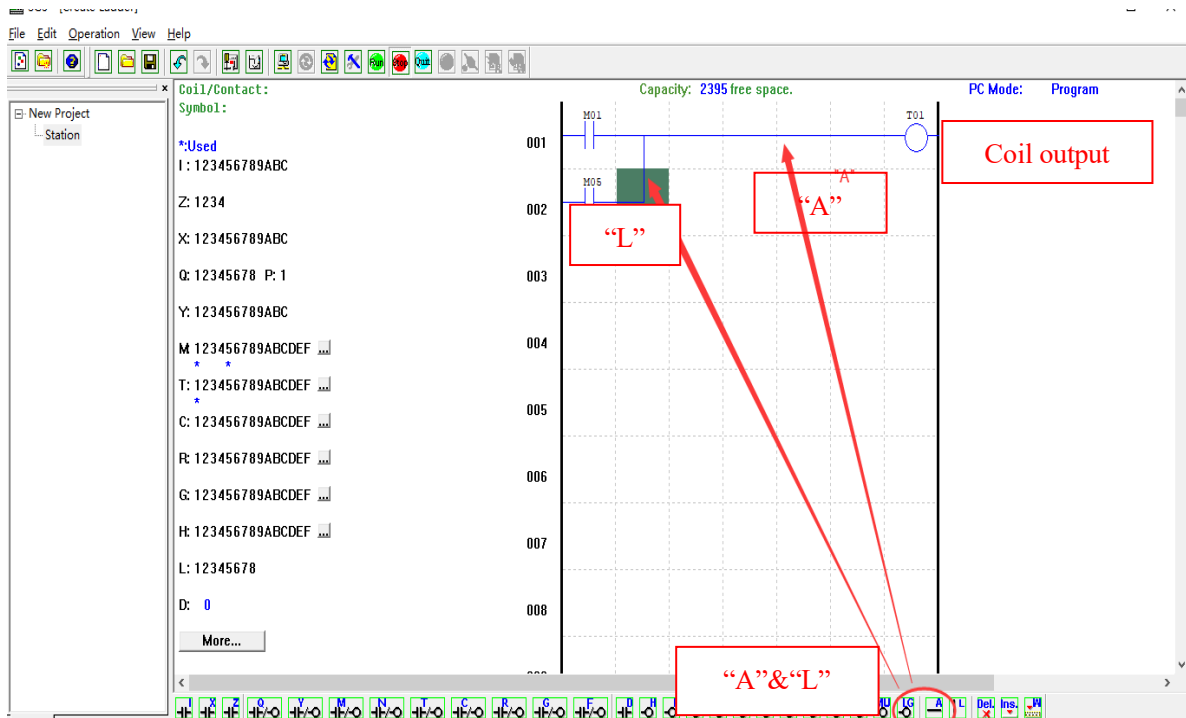 File Edit Operation View Help
Run Stop Quit
Coil/Contact:
Capacity: 2395 free space.
PC Mode: Program
Symbol:
New Project
Station
*:Used
I: 123456789ABC
Z: 1234
X: 123456789ABC
Q: 12345678 P: 1
Y: 123456789ABC
M: 123456789ABCDEF ...
* *
T: 123456789ABCDEF ...
*
C: 123456789ABCDEF ...
R: 123456789ABCDEF ...
G: 123456789ABCDEF ...
H: 123456789ABCDEF ...
L: 12345678
D: 0
More...
001
002
003
004
005
006
007
008
M01
T01
M05
Coil output
"A"
“A”
“L”
“A”&“L”
I X Z Q Y M N T C R G F D H
LG A L Del. Ins. W